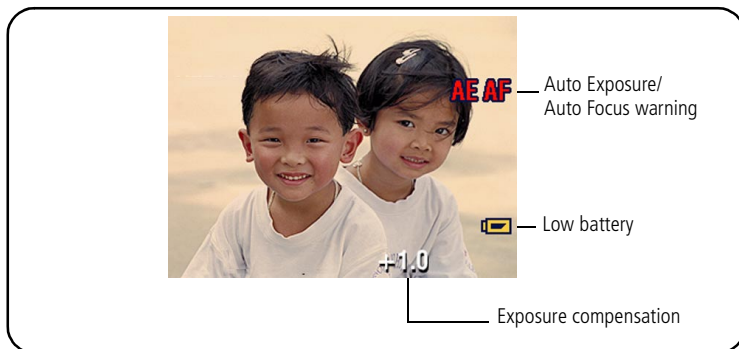 AE AF
Auto Exposure/
Auto Focus warning
Low battery
+1.0
Exposure compensation